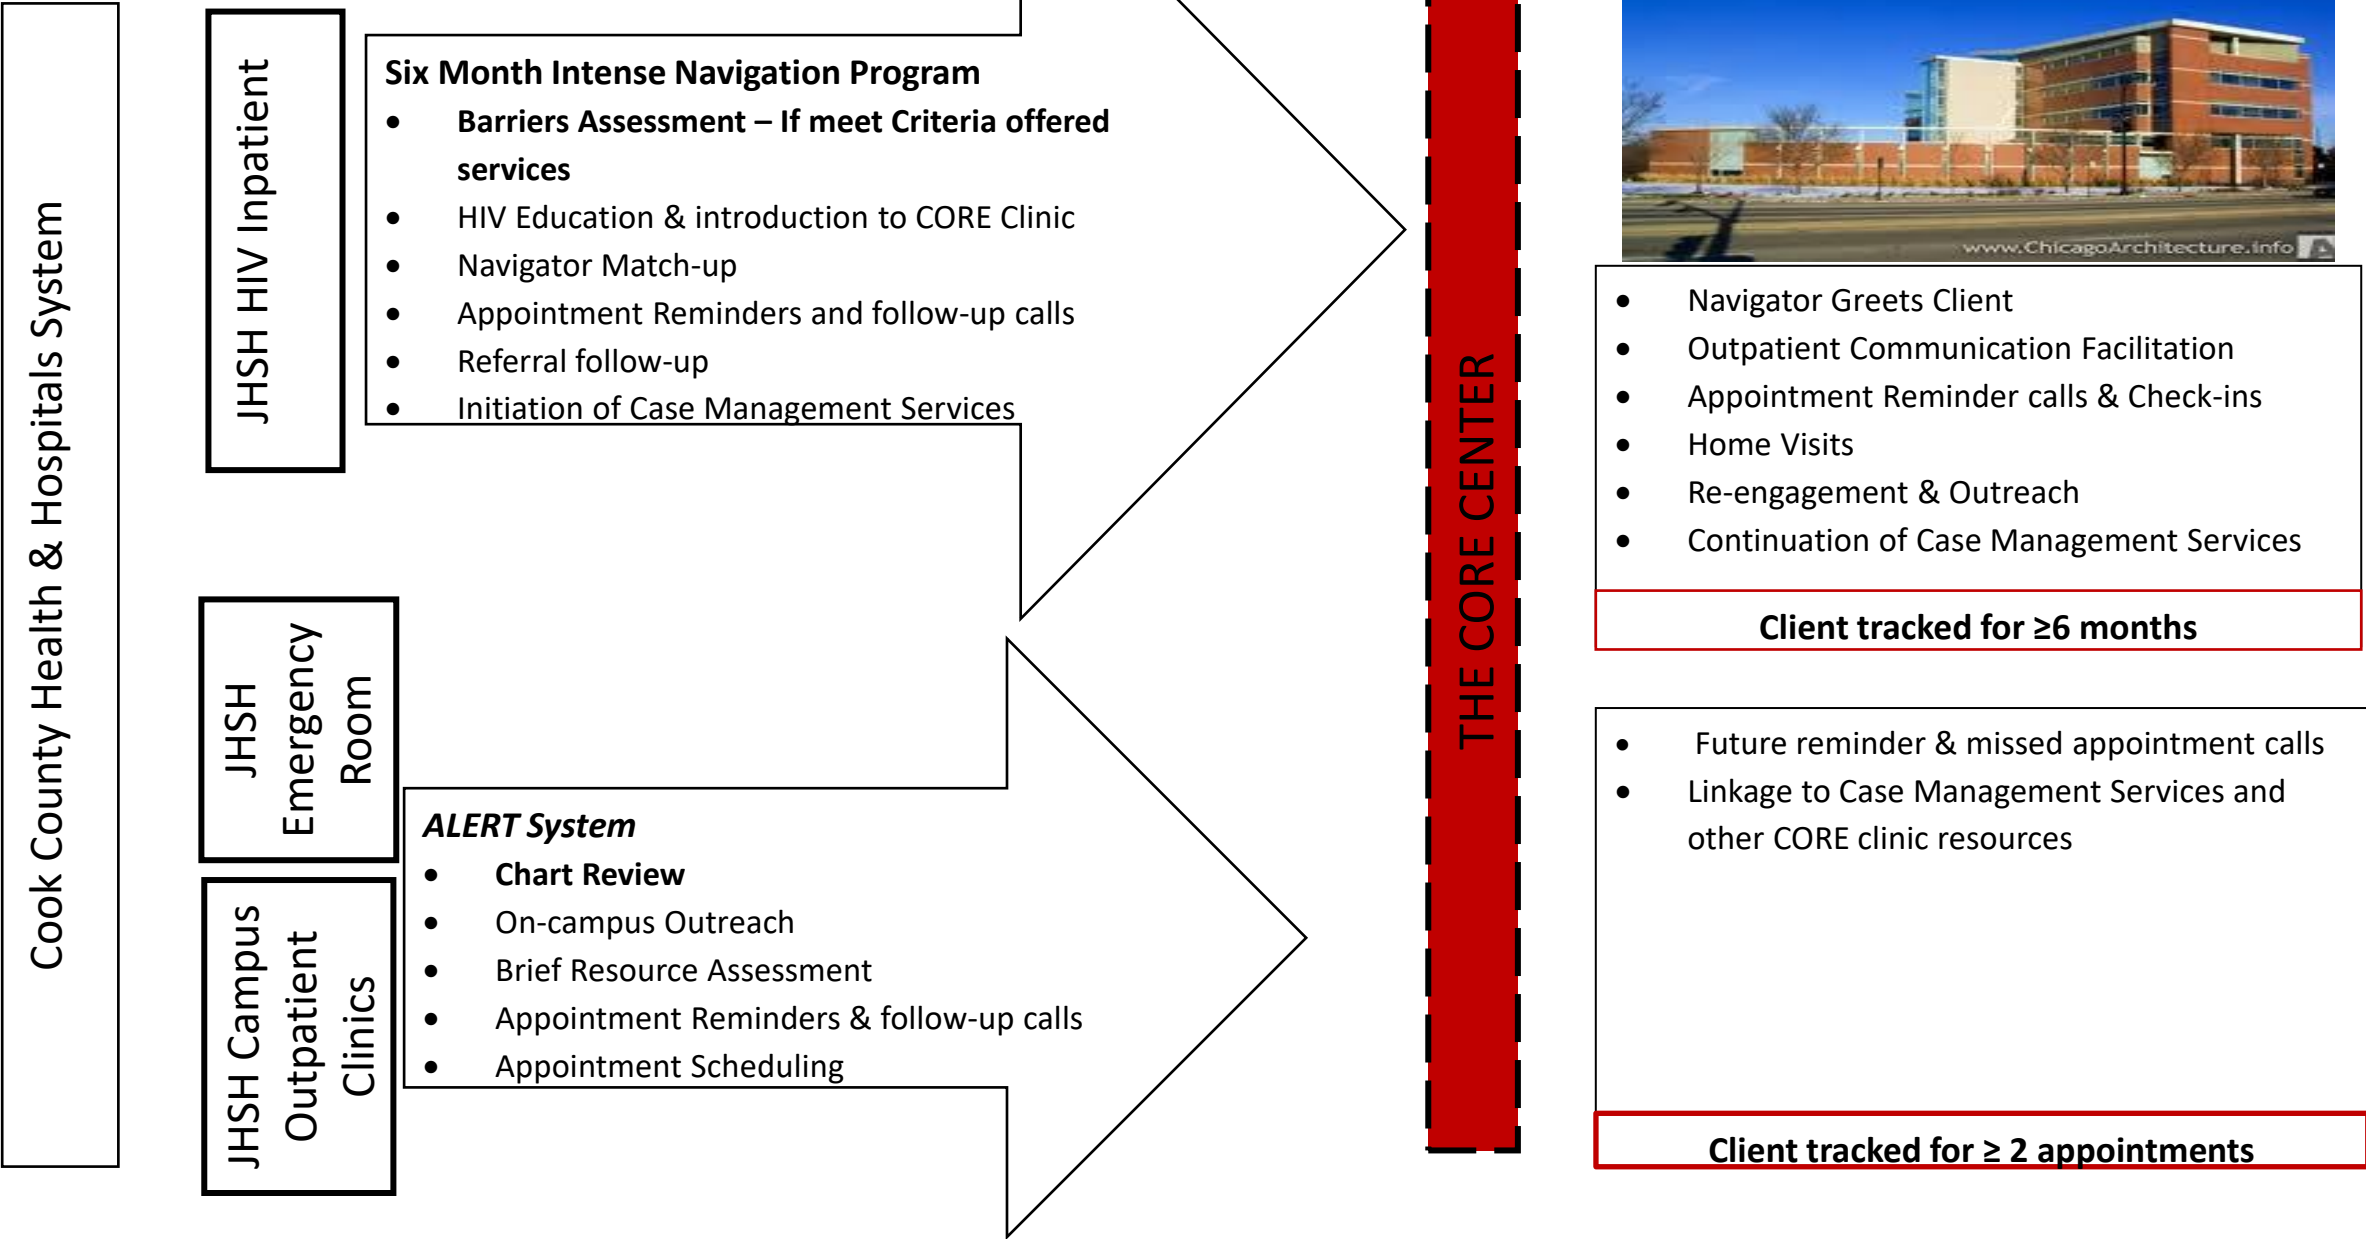 Cook County Health & Hospitals System
JHSH HIV Inpatient
Six Month Intense Navigation Program
• Barriers Assessment – If meet Criteria offered
services
• HIV Education & introduction to CORE Clinic
• Navigator Match-up
• Appointment Reminders and follow-up calls
• Referral follow-up
• Initiation of Case Management Services
JHSH
Emergency
Room
JHSH Campus
Outpatient
Clinics
ALERT System
• Chart Review
• On-campus Outreach
• Brief Resource Assessment
• Appointment Reminders & follow-up calls
• Appointment Scheduling
THE CORE CENTER
www.ChicagoArchitecture.info
• Navigator Greets Client
• Outpatient Communication Facilitation
• Appointment Reminder calls & Check-ins
• Home Visits
• Re-engagement & Outreach
• Continuation of Case Management Services
Client tracked for ≥6 months
• Future reminder & missed appointment calls
• Linkage to Case Management Services and
other CORE clinic resources
Client tracked for ≥ 2 appointments